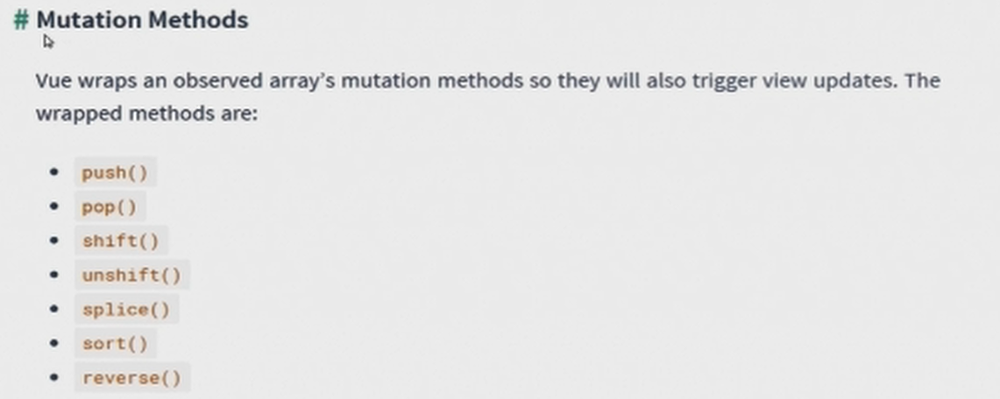 # Mutation Methods
Vue wraps an observed array’s mutation methods so they will also trigger view updates. The
wrapped methods are:
• push()
• pop()
• shift()
• unshift()
• splice()
• sort()
• reverse()